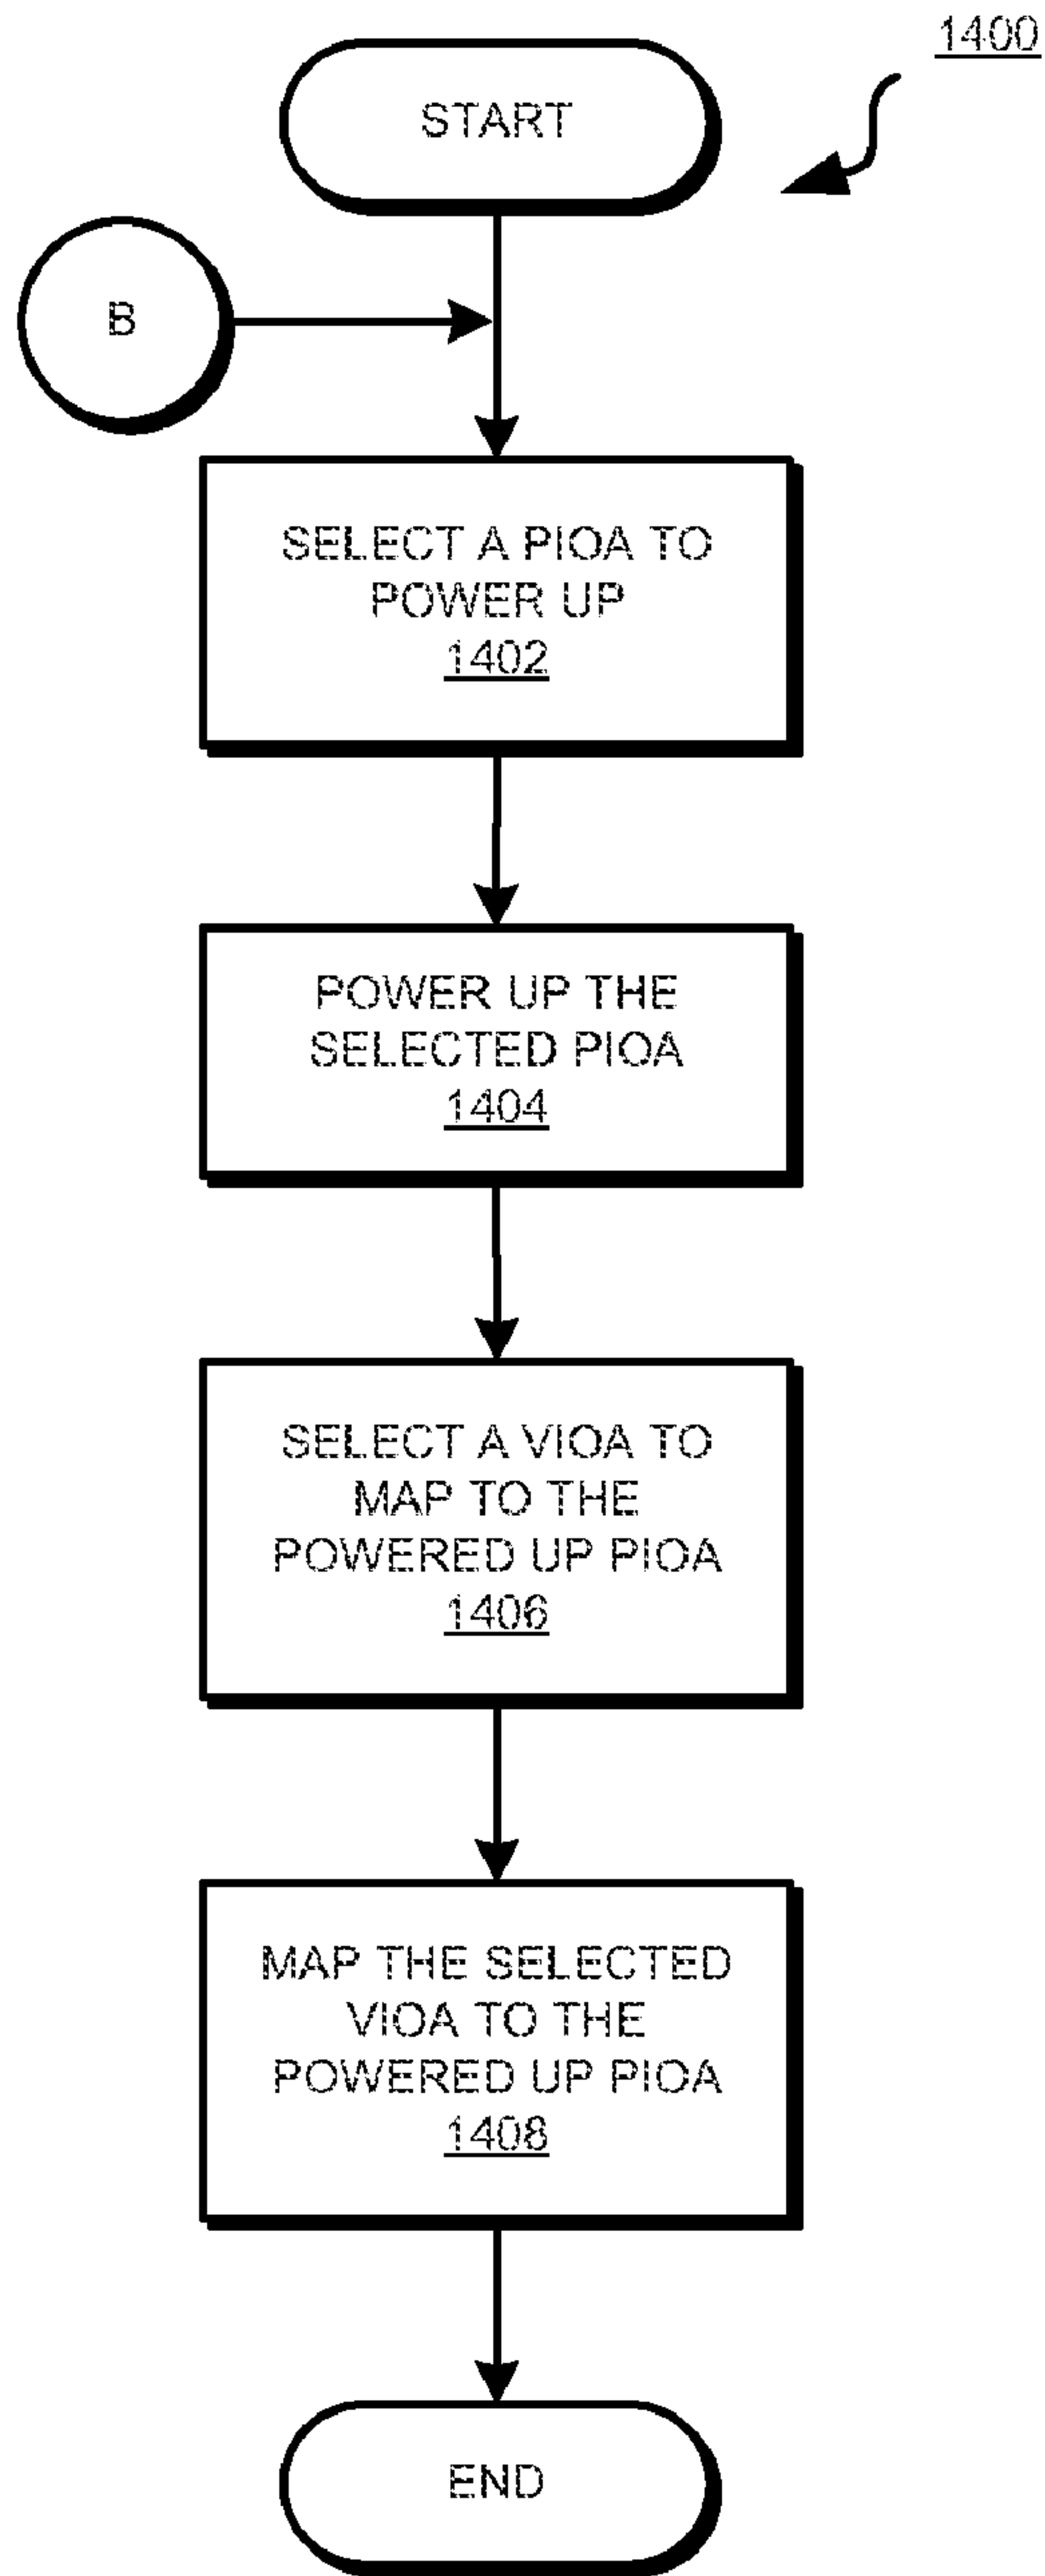 1400
START
B
SELECT A PIOA TO
POWER UP
1402
POWER UP THE
SELECTED PIOA
1404
SELECT A VIOA TO
MAP TO THE
POWERED UP PIOA
1406
MAP THE SELECTED
VIOA TO THE
POWERED UP PIOA
1408
END